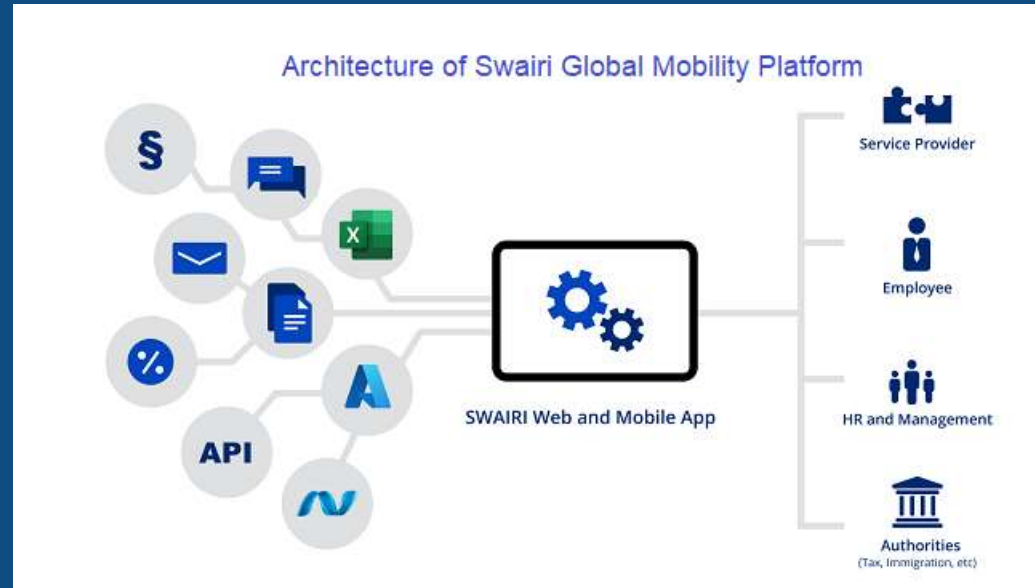 Architecture of Swairi Global Mobility Platform
§
X
%
API
SWAIRI Web and Mobile App
Service Provider
Employee
HR and Management
Authorities
(Tax, Immigration, etc)